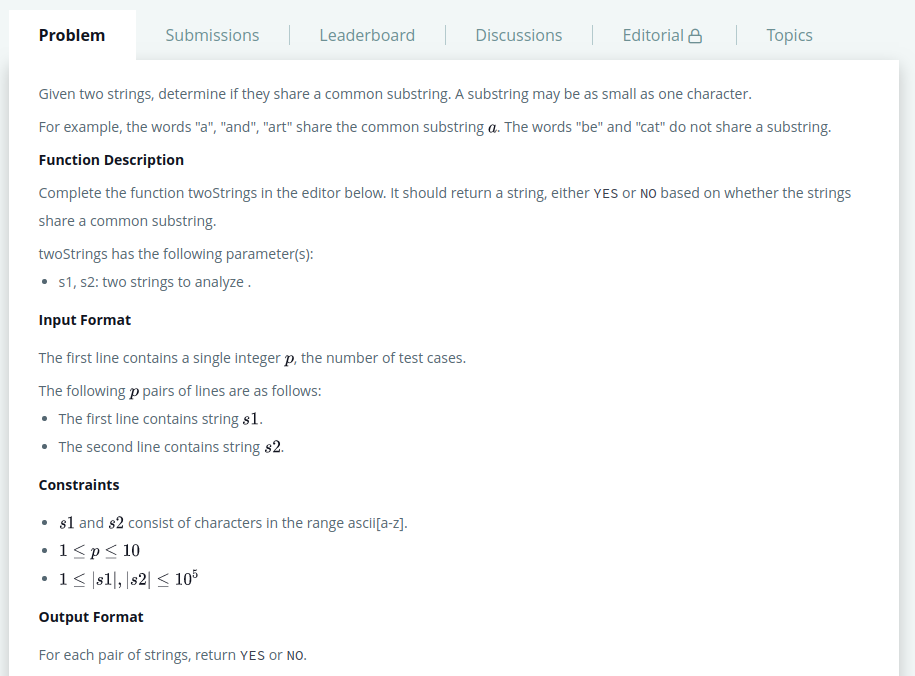 Problem
Submissions
Leaderboard
Discussions
Editorial
Topics
Given two strings, determine if they share a common substring. A substring may be as small as one character.
For example, the words "a", "and", "art" share the common substring a. The words "be" and "cat" do not share a substring.
Function Description
Complete the function twoStrings in the editor below. It should return a string, either YES or NO based on whether the strings
share a common substring.
twoStrings has the following parameter(s):
• s1, s2: two strings to analyze .
Input Format
The first line contains a single integer p, the number of test cases.
The following p pairs of lines are as follows:
• The first line contains string s1.
• The second line contains string s2.
Constraints
• s1 and s2 consist of characters in the range ascii[a-z].
• 1 ≤ p ≤ 10
• 1 ≤ |s1|, |s2| ≤ 10⁵
Output Format
For each pair of strings, return YES or NO.